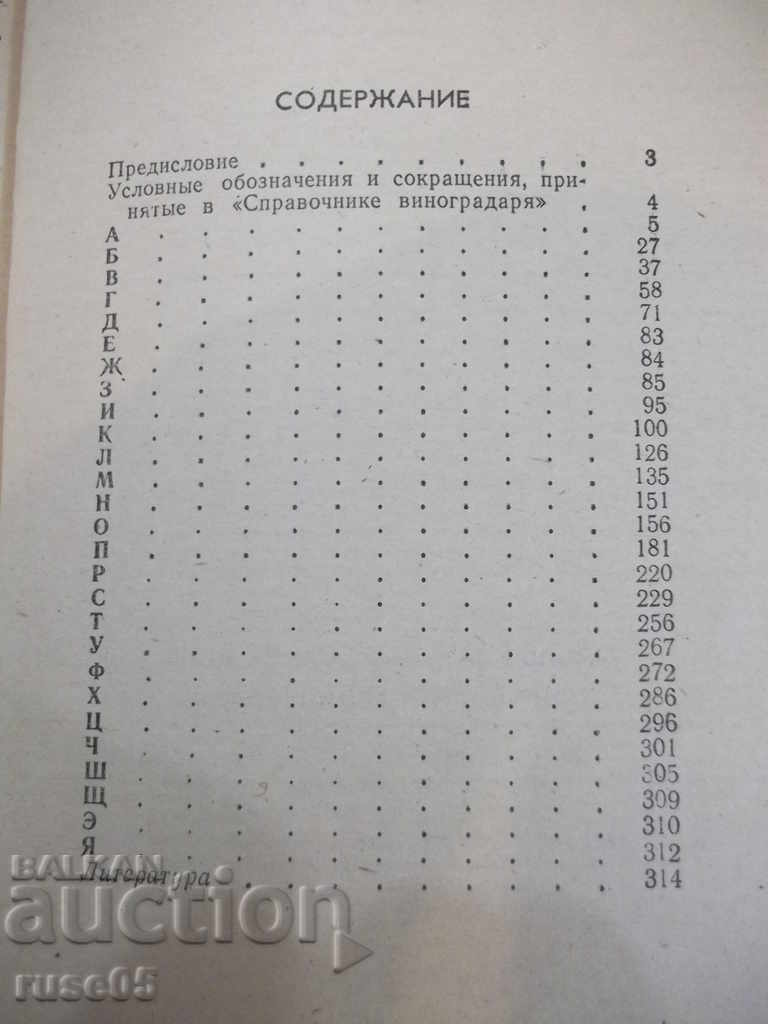 СОДЕРЖАНИЕ
Предисловие . . . . . . . . . 3
Условные обозначения и сокращения, при-
нятые в «Справочнике виноградаря» . 4
А . . . . . . . . . . . 5
Б . . . . . . . . . . . 27
В . . . . . . . . . . . 37
Г . . . . . . . . . . . 58
Д . . . . . . . . . . . 71
Е . . . . . . . . . . . 83
Ж . . . . . . . . . . . 84
З . . . . . . . . . . . 85
И . . . . . . . . . . . 95
К . . . . . . . . . . . 100
Л . . . . . . . . . . . 126
М . . . . . . . . . . . 135
Н . . . . . . . . . . . 151
О . . . . . . . . . . . 156
П . . . . . . . . . . . 181
Р . . . . . . . . . . . 220
С . . . . . . . . . . . 229
Т . . . . . . . . . . . 256
У . . . . . . . . . . . 267
Ф . . . . . . . . . . . 272
Х . . . . . . . . . . . 286
Ц . . . . . . . . . . . 296
Ч . . . . . . . . . . . 301
Ш . . . . . . . . . . . 305
Щ . . . . . . . . . . . 309
Э . . . . . . . . . . . 310
Я . . . . . . . . . . . 312
Литература . . . . . . . . . 314
BALKAN
auction
ruse05